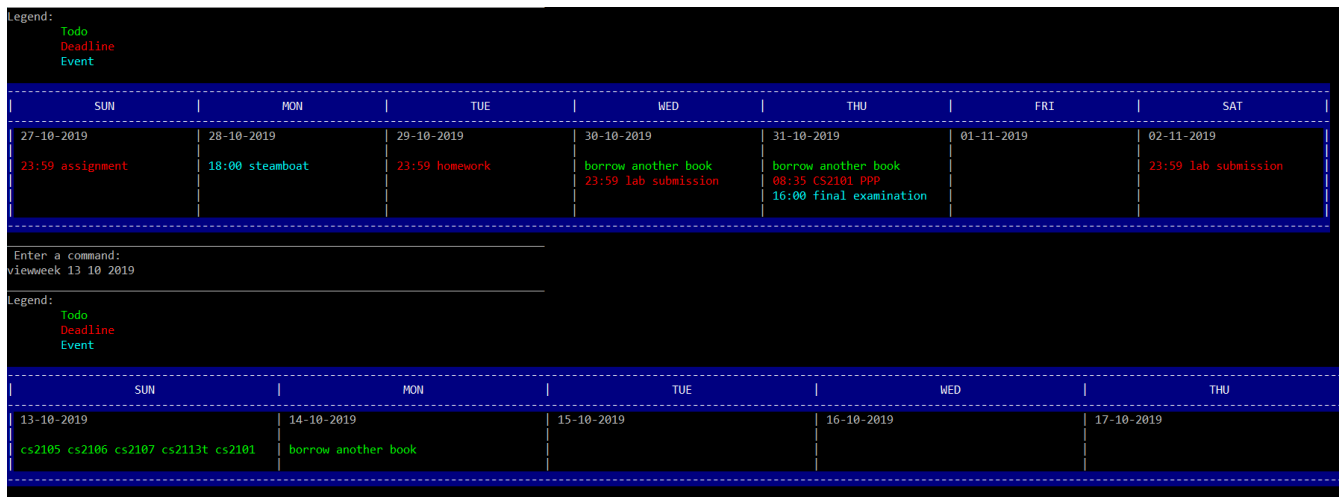 Legend:
Todo
Deadline
Event
SUN MON TUE WED THU FRI SAT
27-10-2019 28-10-2019 29-10-2019 30-10-2019 31-10-2019 01-11-2019 02-11-2019
23:59 assignment 18:00 steamboat 23:59 homework borrow another book borrow another book 23:59 lab submission
23:59 lab submission 08:35 CS2101 PPP
16:00 final examination
Enter a command:
viewweek 13 10 2019
Legend:
Todo
Deadline
Event
SUN MON TUE WED THU
13-10-2019 14-10-2019 15-10-2019 16-10-2019 17-10-2019
cs2105 cs2106 cs2107 cs2113t cs2101 borrow another book